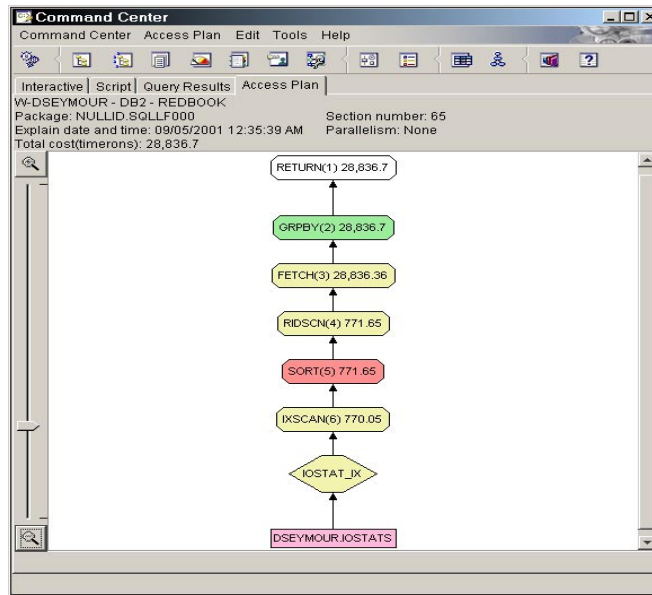 Command Center
Command Center Access Plan Edit Tools Help
Interactive Script Query Results Access Plan
W-DSEYMOUR - DB2 - REDBOOK
Package: NULLID.SQLLF000 Section number: 65
Explain date and time: 09/05/2001 12:35:39 AM Parallelism: None
Total cost(timerons): 28,836.7
RETURN(1) 28,836.7
GRPBY(2) 28,836.7
FETCH(3) 28,836.36
RIDSCN(4) 771.65
SORT(5) 771.65
IXSCAN(6) 770.05
IOSTAT_IX
DSEYMOUR.IOSTATS